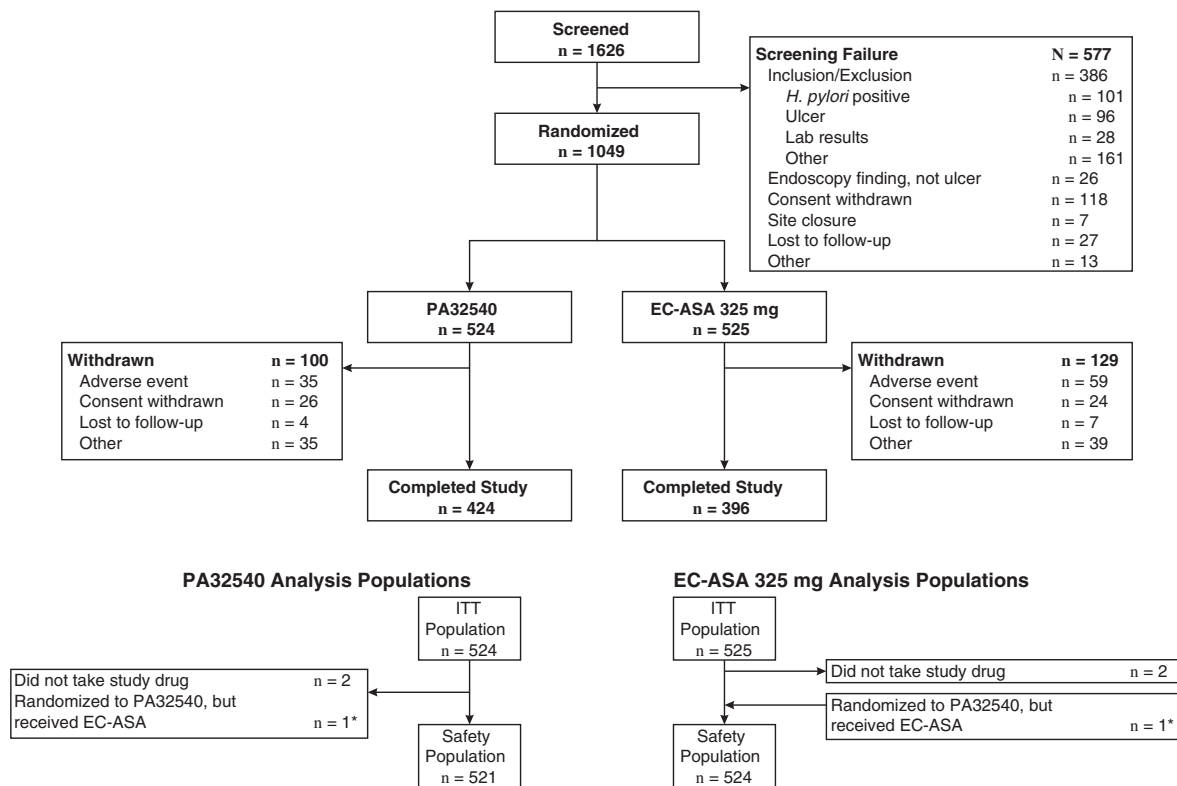 Screened
n = 1626
Screening Failure N = 577
Inclusion/Exclusion n = 386
H. pylori positive n = 101
Ulcer n = 96
Lab results n = 28
Other n = 161
Endoscopy finding, not ulcer n = 26
Consent withdrawn n = 118
Site closure n = 7
Lost to follow-up n = 27
Other n = 13
Randomized
n = 1049
PA32540
n = 524
EC-ASA 325 mg
n = 525
Withdrawn n = 100
Adverse event n = 35
Consent withdrawn n = 26
Lost to follow-up n = 4
Other n = 35
Withdrawn n = 129
Adverse event n = 59
Consent withdrawn n = 24
Lost to follow-up n = 7
Other n = 39
Completed Study
n = 424
Completed Study
n = 396
PA32540 Analysis Populations
ITT
Population
n = 524
Did not take study drug n = 2
Randomized to PA32540, but
received EC-ASA n = 1*
Safety
Population
n = 521
EC-ASA 325 mg Analysis Populations
ITT
Population
n = 525
Did not take study drug n = 2
Randomized to PA32540, but
received EC-ASA n = 1*
Safety
Population
n = 524